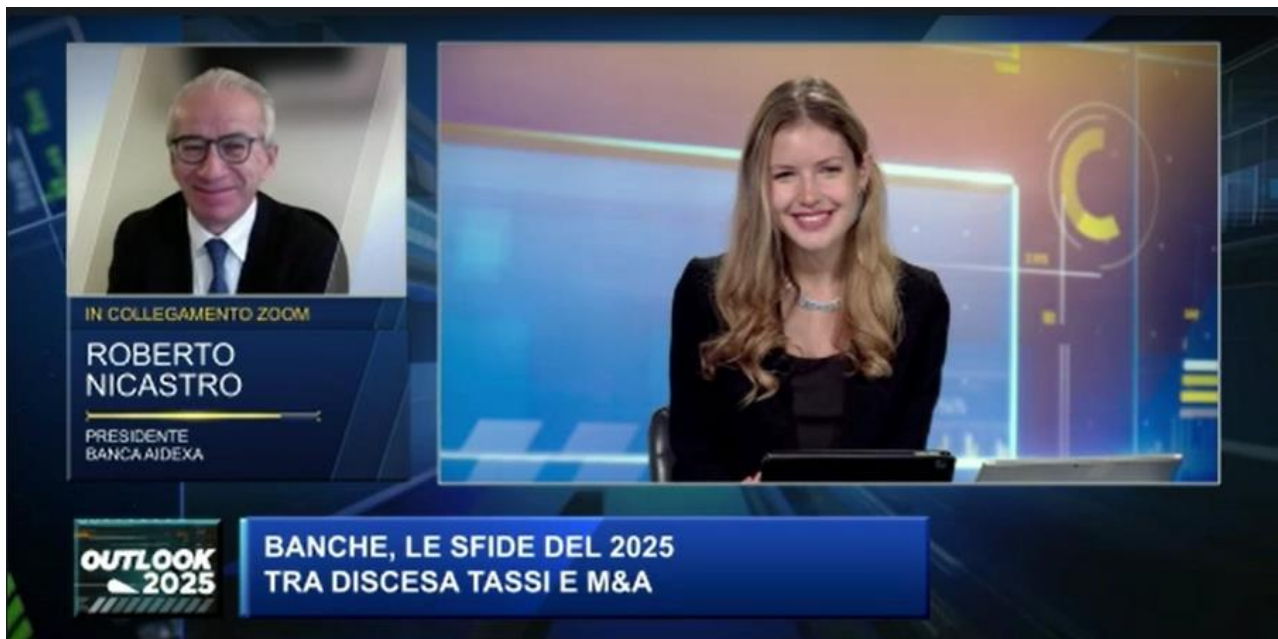 IN COLLEGAMENTO ZOOM
ROBERTO
NICASTRO
PRESIDENTE
BANCA AIDEXA
OUTLOOK
2025
BANCHE, LE SFIDE DEL 2025
TRA DISCESA TASSI E M&A